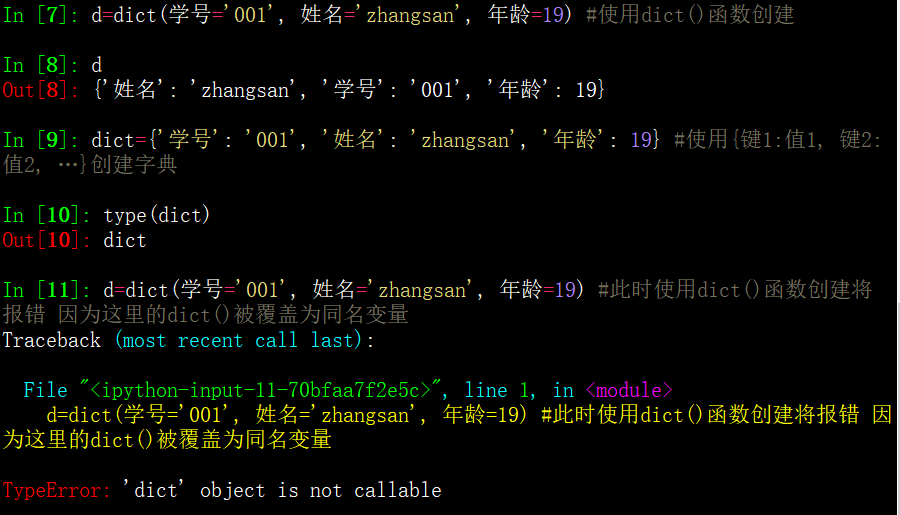 In [7]: d=dict(学号='001', 姓名='zhangsan', 年龄=19) #使用dict()函数创建
In [8]: d
Out[8]: {'姓名': 'zhangsan', '学号': '001', '年龄': 19}
In [9]: dict={'学号': '001', '姓名': 'zhangsan', '年龄': 19} #使用{键1:值1, 键2:
值2, …}创建字典
In [10]: type(dict)
Out[10]: dict
In [11]: d=dict(学号='001', 姓名='zhangsan', 年龄=19) #此时使用dict()函数创建将
报错 因为这里的dict()被覆盖为同名变量
Traceback (most recent call last):
File "<ipython-input-11-70bfaa7f2e5c>", line 1, in <module>
d=dict(学号='001', 姓名='zhangsan', 年龄=19) #此时使用dict()函数创建将报错 因
为这里的dict()被覆盖为同名变量
TypeError: 'dict' object is not callable